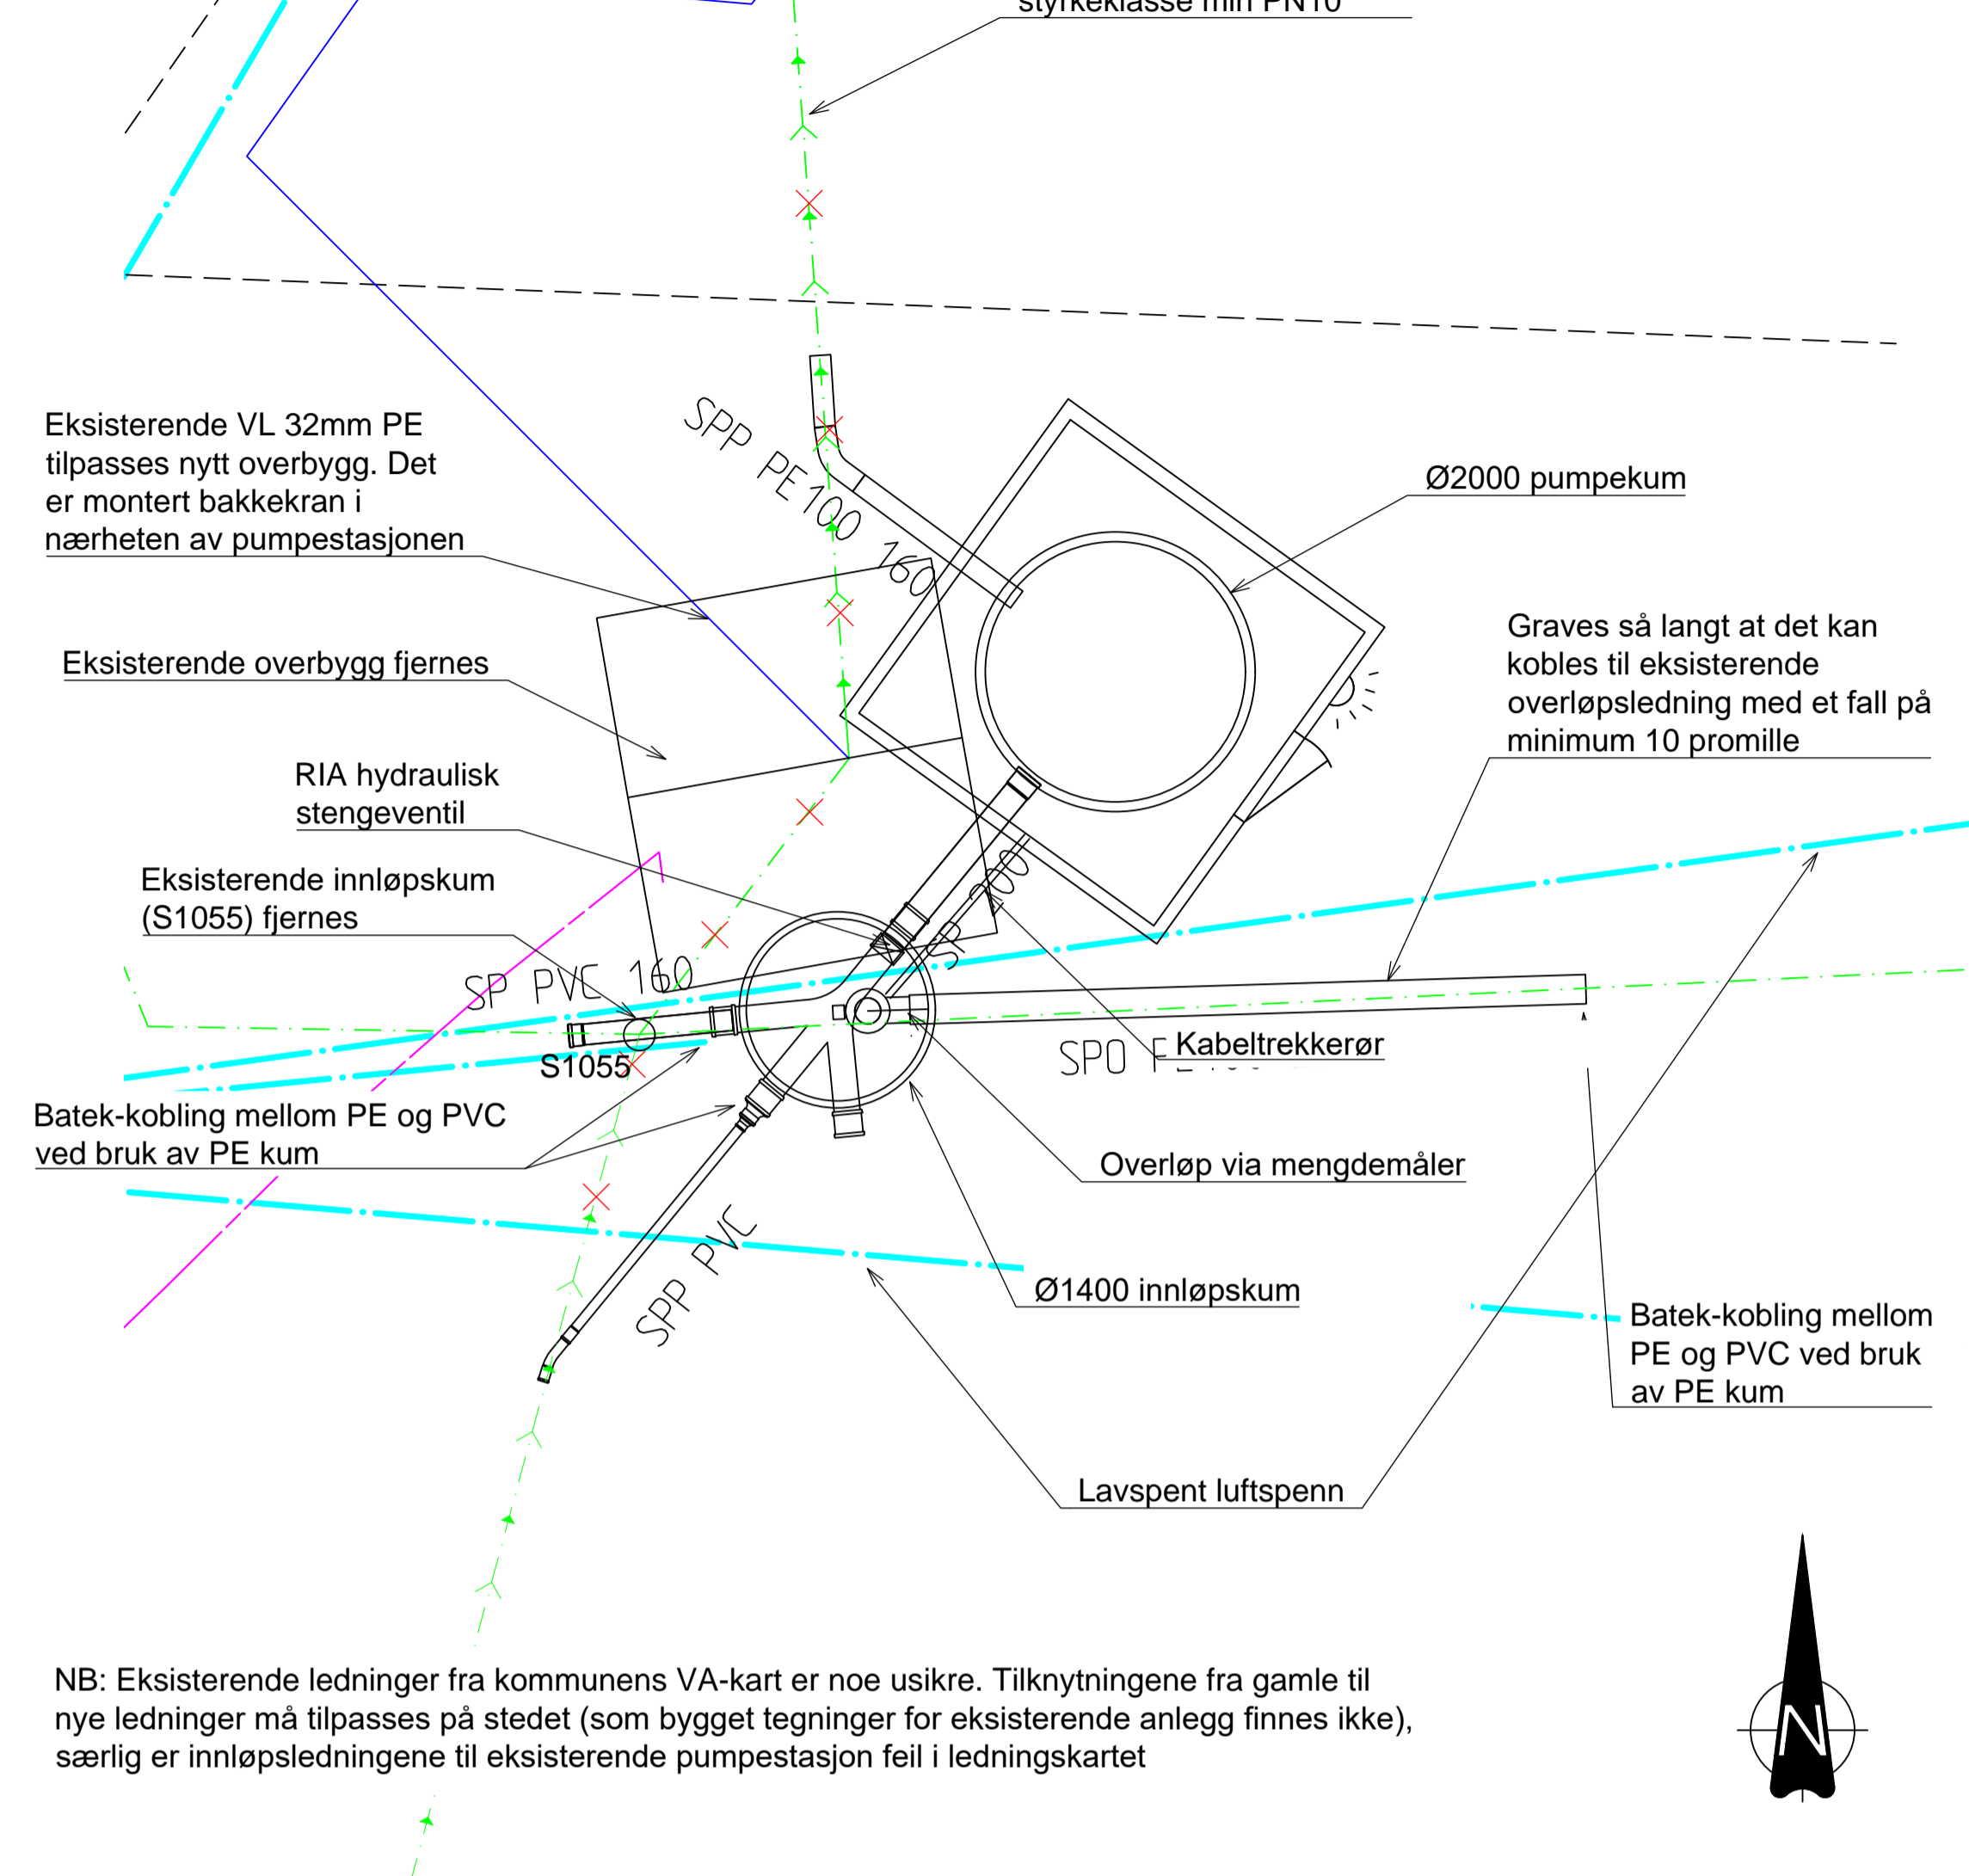 styrkeklasse min PN10
Eksisterende VL 32mm PE
tilpasses nytt overbygg. Det
er montert bakkekran i
nærheten av pumpestasjonen
SPP PE100 160
Ø2000 pumpekum
Eksisterende overbygg fjernes
Graves så langt at det kan
kobles til eksisterende
overløpsledning med et fall på
minimum 10 promille
RIA hydraulisk
stengeventil
Eksisterende innløpskum
(S1055) fjernes
SP PVC 160
SP
S1055
SPO
Kabeltrekkerør
Batek-kobling mellom PE og PVC
ved bruk av PE kum
Overløp via mengdemåler
SPP PVC
Ø1400 innløpskum
Batek-kobling mellom
PE og PVC ved bruk
av PE kum
Lavspent luftspenn
NB: Eksisterende ledninger fra kommunens VA-kart er noe usikre. Tilknytningene fra gamle til
nye ledninger må tilpasses på stedet (som bygget tegninger for eksisterende anlegg finnes ikke),
særlig er innløpsledningene til eksisterende pumpestasjon feil i ledningskartet
N